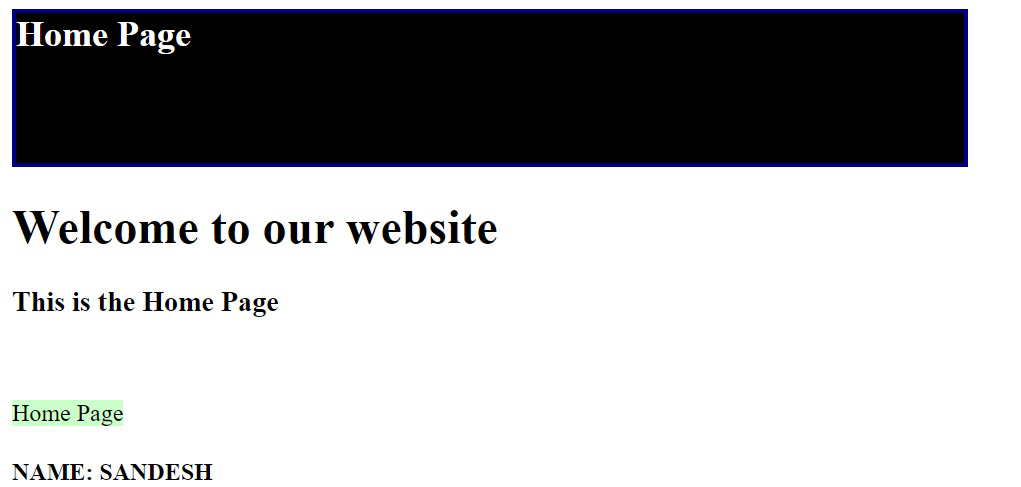 Home Page
Welcome to our website
This is the Home Page
Home Page
NAME: SANDESH